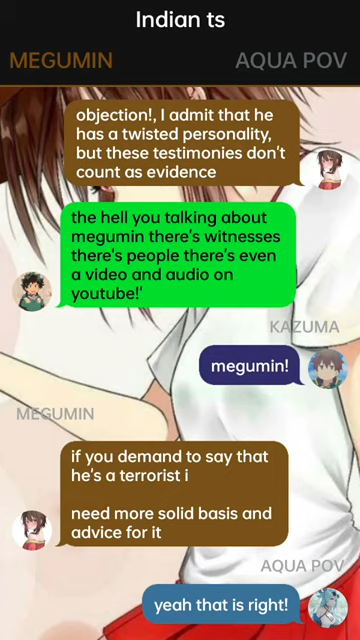 Indian ts
MEGUMIN
AQUA POV
objection!, I admit that he
has a twisted personality,
but these testimonies don't
count as evidence
the hell you talking about
megumin there's witnesses
there's people there's even
a video and audio on
youtube!'
KAZUMA
megumin!
MEGUMIN
if you demand to say that
he's a terrorist i
need more solid basis and
advice for it
AQUA POV
yeah that is right!